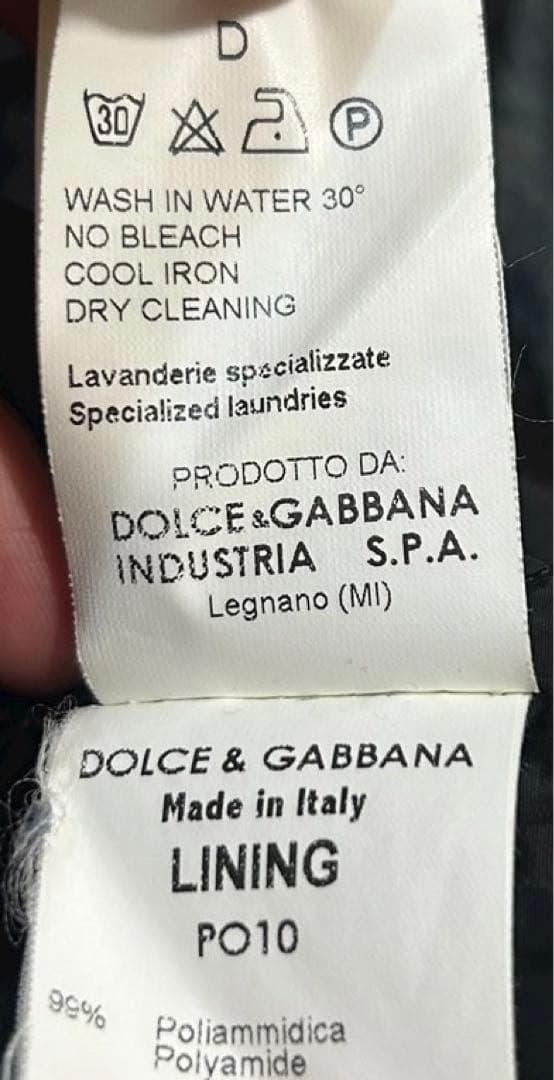 D
30 P
WASH IN WATER 30°
NO BLEACH
COOL IRON
DRY CLEANING
Lavanderie specializzate
Specialized laundries
PRODOTTO DA:
DOLCE&GABBANA
INDUSTRIA S.P.A.
Legnano (MI)
DOLCE & GABBANA
Made in Italy
LINING
PO10
99% Poliammidica
Polyamide